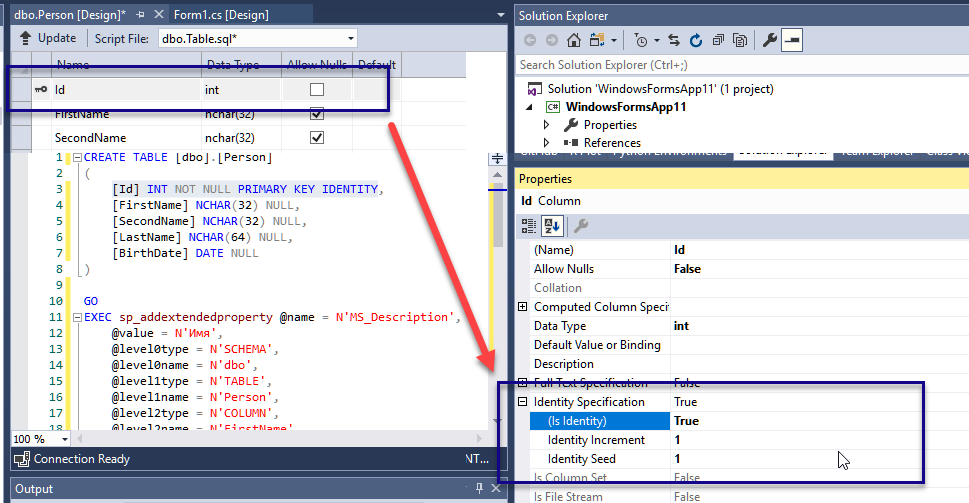 dbo.Person [Design]*
Form1.cs [Design]
Update
Script File:
dbo.Table.sql*
Name Data Type Allow Nulls Default
Id int
FirstName nchar(32)
SecondName nchar(32)
1 CREATE TABLE [dbo].[Person]
2 (
3 [Id] INT NOT NULL PRIMARY KEY IDENTITY,
4 [FirstName] NCHAR(32) NULL,
5 [SecondName] NCHAR(32) NULL,
6 [LastName] NCHAR(64) NULL,
7 [BirthDate] DATE NULL
8 )
9
10 GO
11 EXEC sp_addextendedproperty @name = N'MS_Description',
12 @value = N'Имя',
13 @level0type = N'SCHEMA',
14 @level0name = N'dbo',
15 @level1type = N'TABLE',
16 @level1name = N'Person',
17 @level2type = N'COLUMN',
18 @level2name = N'FirstName'
100 %
Connection Ready
NT...
Output
Solution Explorer
Search Solution Explorer (Ctrl+;)
Solution 'WindowsFormsApp11' (1 project)
C# WindowsFormsApp11
Properties
References
Solution Explorer
Team Explorer
Properties
Id Column
(Name) Id
Allow Nulls False
Collation
Computed Column Specifi
Data Type int
Default Value or Binding
Description
Full Text Specification False
Identity Specification True
(Is Identity) True
Identity Increment 1
Identity Seed 1
Is Column Set False
Is File Stream False